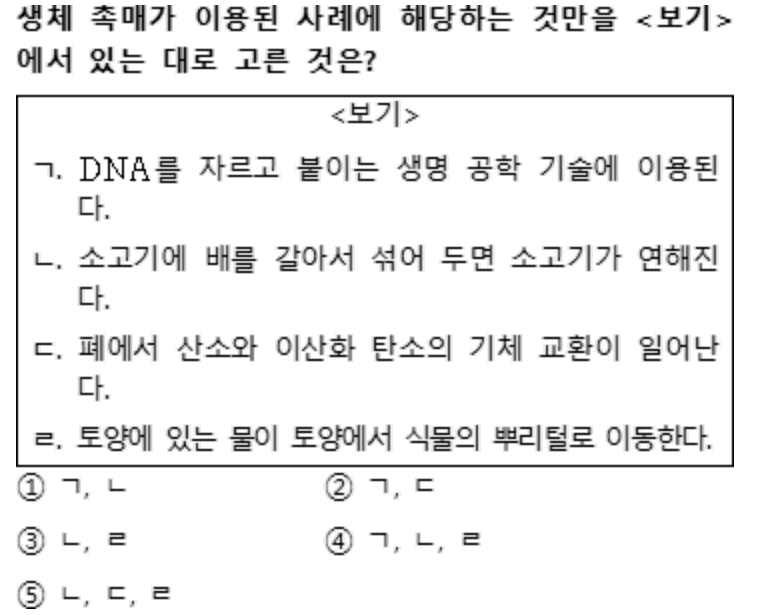 생체 촉매가 이용된 사례에 해당하는 것만을 <보기>
에서 있는 대로 고른 것은?
<보기>
ㄱ. DNA를 자르고 붙이는 생명 공학 기술에 이용된
다.
ㄴ. 소고기에 배를 갈아서 섞어 두면 소고기가 연해진
다.
ㄷ. 폐에서 산소와 이산화 탄소의 기체 교환이 일어난
다.
ㄹ. 토양에 있는 물이 토양에서 식물의 뿌리털로 이동한다.
① ㄱ, ㄴ ② ㄱ, ㄷ
③ ㄴ, ㄹ ④ ㄱ, ㄴ, ㄹ
⑤ ㄴ, ㄷ, ㄹ